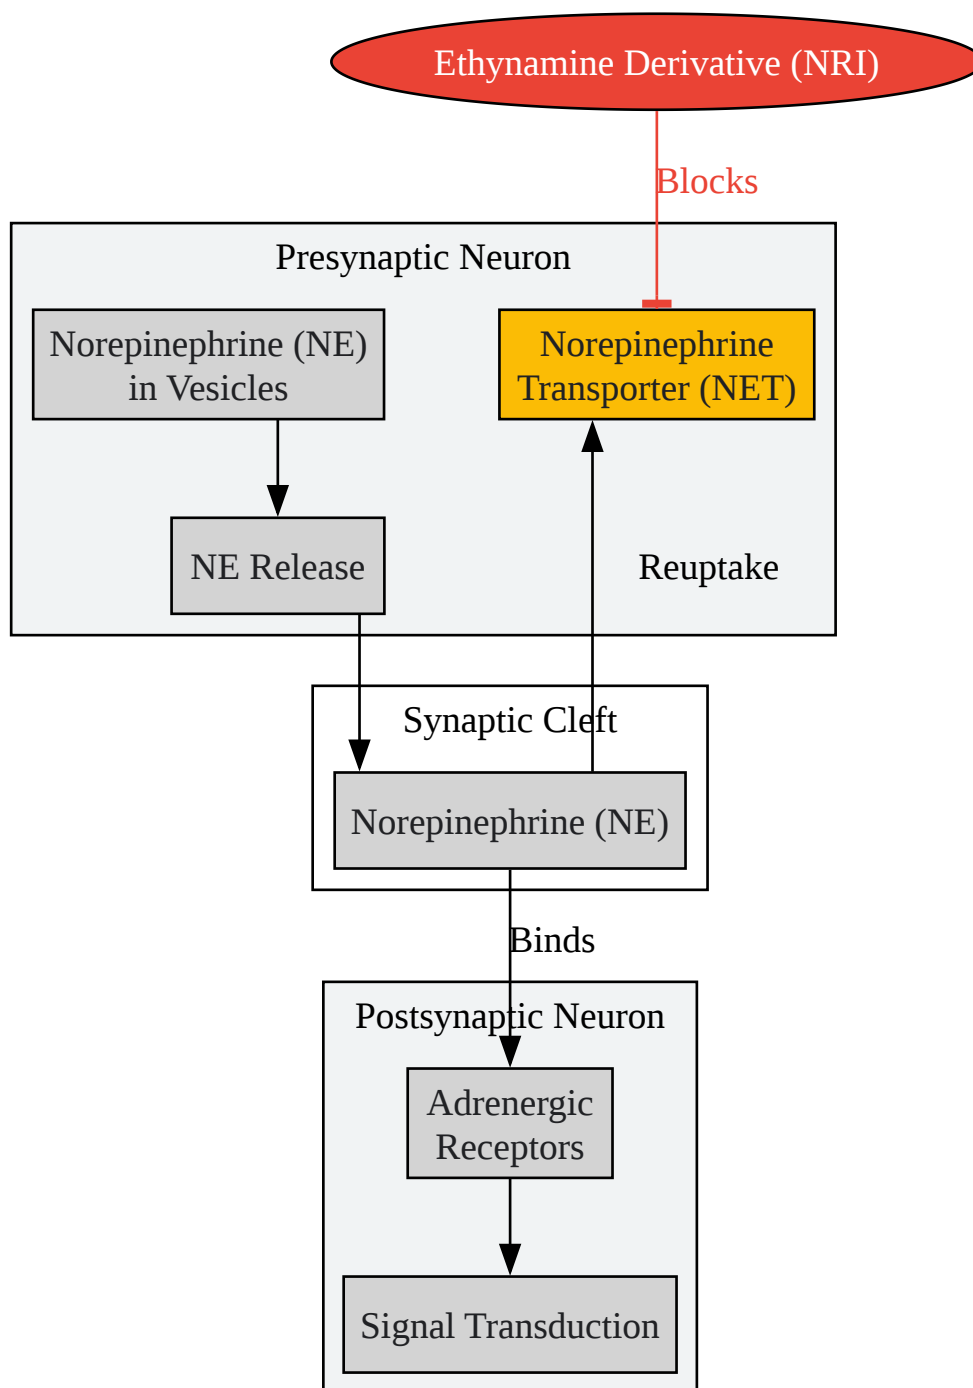 Ethynamine Derivative (NRI)
Blocks
Presynaptic Neuron
Norepinephrine (NE)
in Vesicles
Norepinephrine
Transporter (NET)
NE Release
Reuptake
Synaptic Cleft
Norepinephrine (NE)
Binds
Postsynaptic Neuron
Adrenergic
Receptors
Signal Transduction